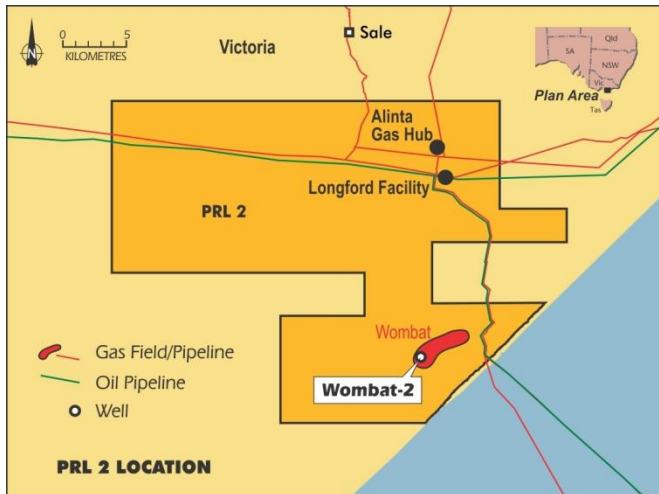 0 5
KILOMETRES
Victoria
Sale
Qld
SA
NSW
Vic
Plan Area
Tas
Alinta
Gas Hub
Longford Facility
PRL 2
Wombat
Gas Field/Pipeline
Oil Pipeline
Well
Wombat-2
PRL 2 LOCATION